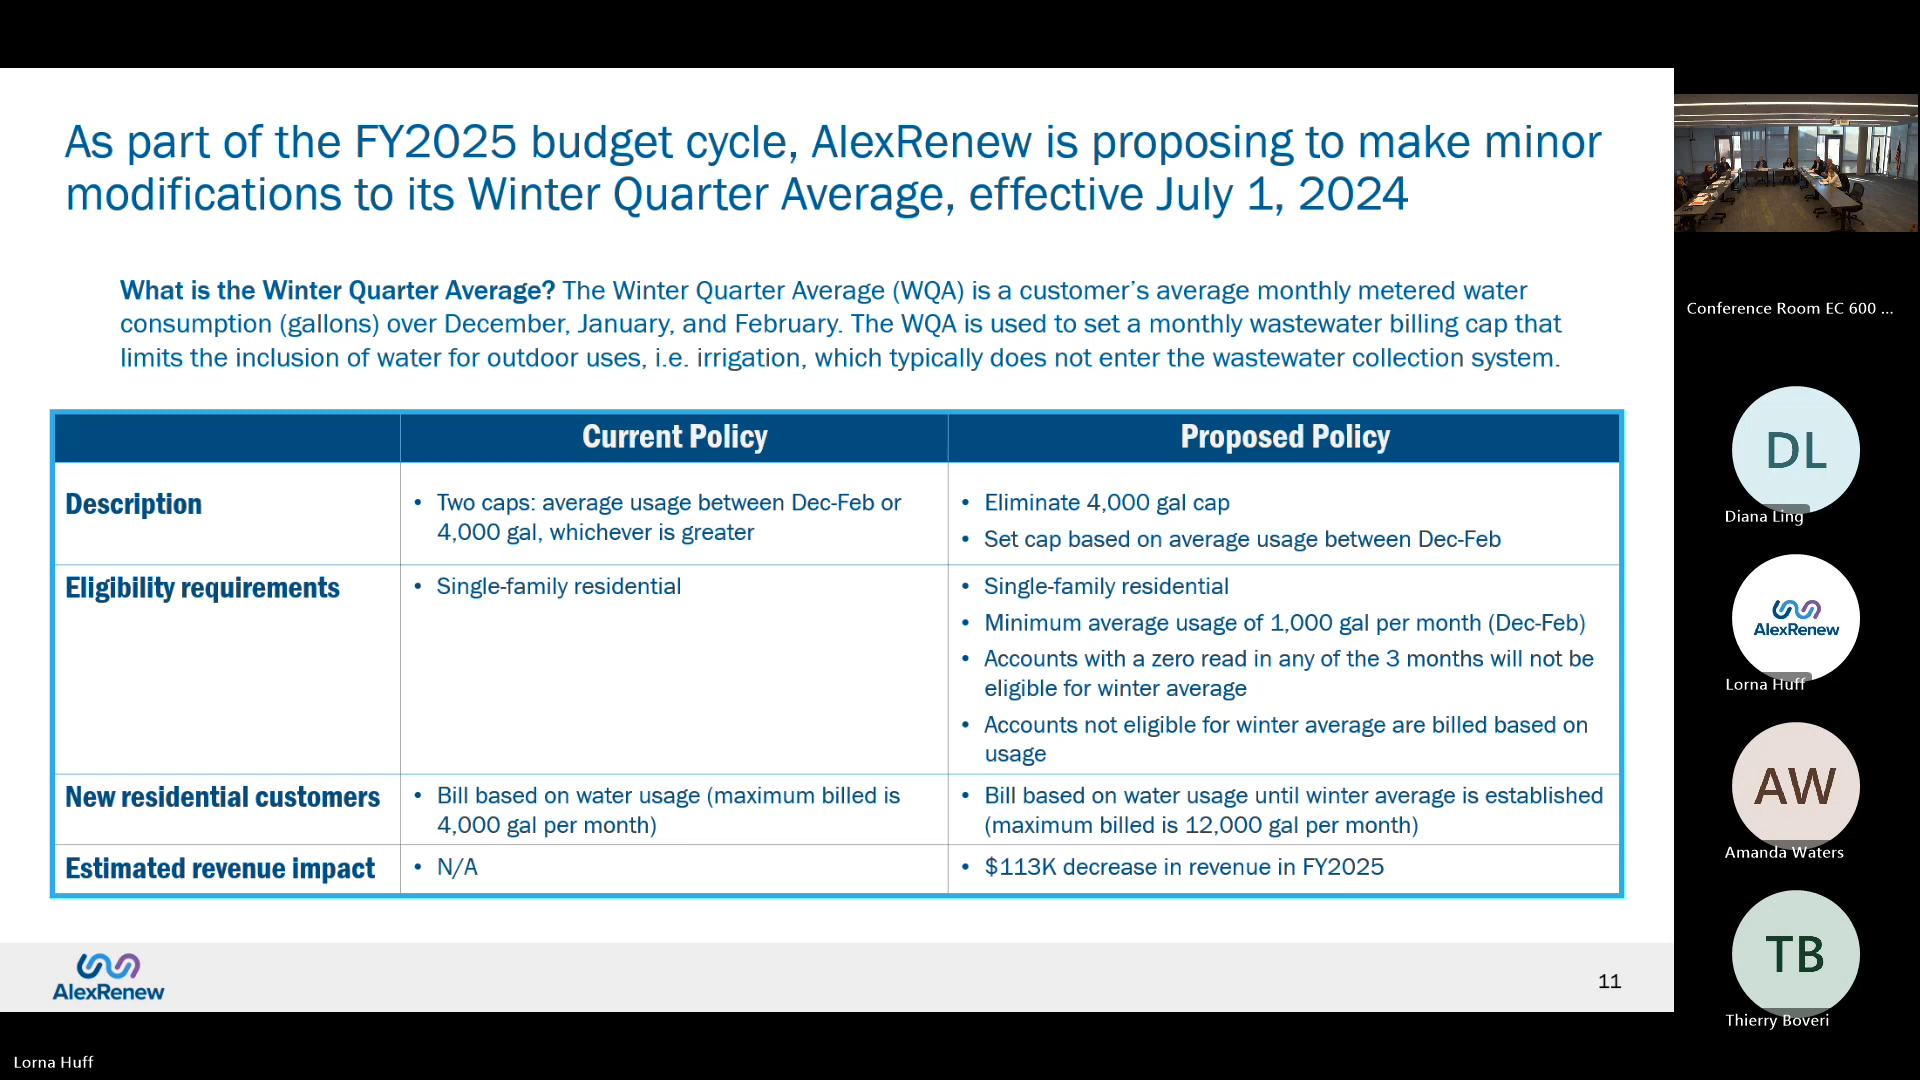 As part of the FY2025 budget cycle, AlexRenew is proposing to make minor
modifications to its Winter Quarter Average, effective July 1, 2024
What is the Winter Quarter Average? The Winter Quarter Average (WQA) is a customer's average monthly metered water
consumption (gallons) over December, January, and February. The WQA is used to set a monthly wastewater billing cap that
limits the inclusion of water for outdoor uses, i.e. irrigation, which typically does not enter the wastewater collection system.
Current Policy
Proposed Policy
Description
• Two caps: average usage between Dec-Feb or
4,000 gal, whichever is greater
• Eliminate 4,000 gal cap
• Set cap based on average usage between Dec-Feb
Eligibility requirements
• Single-family residential
• Single-family residential
• Minimum average usage of 1,000 gal per month (Dec-Feb)
• Accounts with a zero read in any of the 3 months will not be
eligible for winter average
• Accounts not eligible for winter average are billed based on
usage
New residential customers
• Bill based on water usage (maximum billed is
4,000 gal per month)
• Bill based on water usage until winter average is established
(maximum billed is 12,000 gal per month)
Estimated revenue impact
• N/A
• $113K decrease in revenue in FY2025
AlexRenew
11
Lorna Huff
Conference Room EC 600 ...
DL
Diana Ling
AlexRenew
Lorna Huff
AW
Amanda Waters
TB
Thierry Boveri